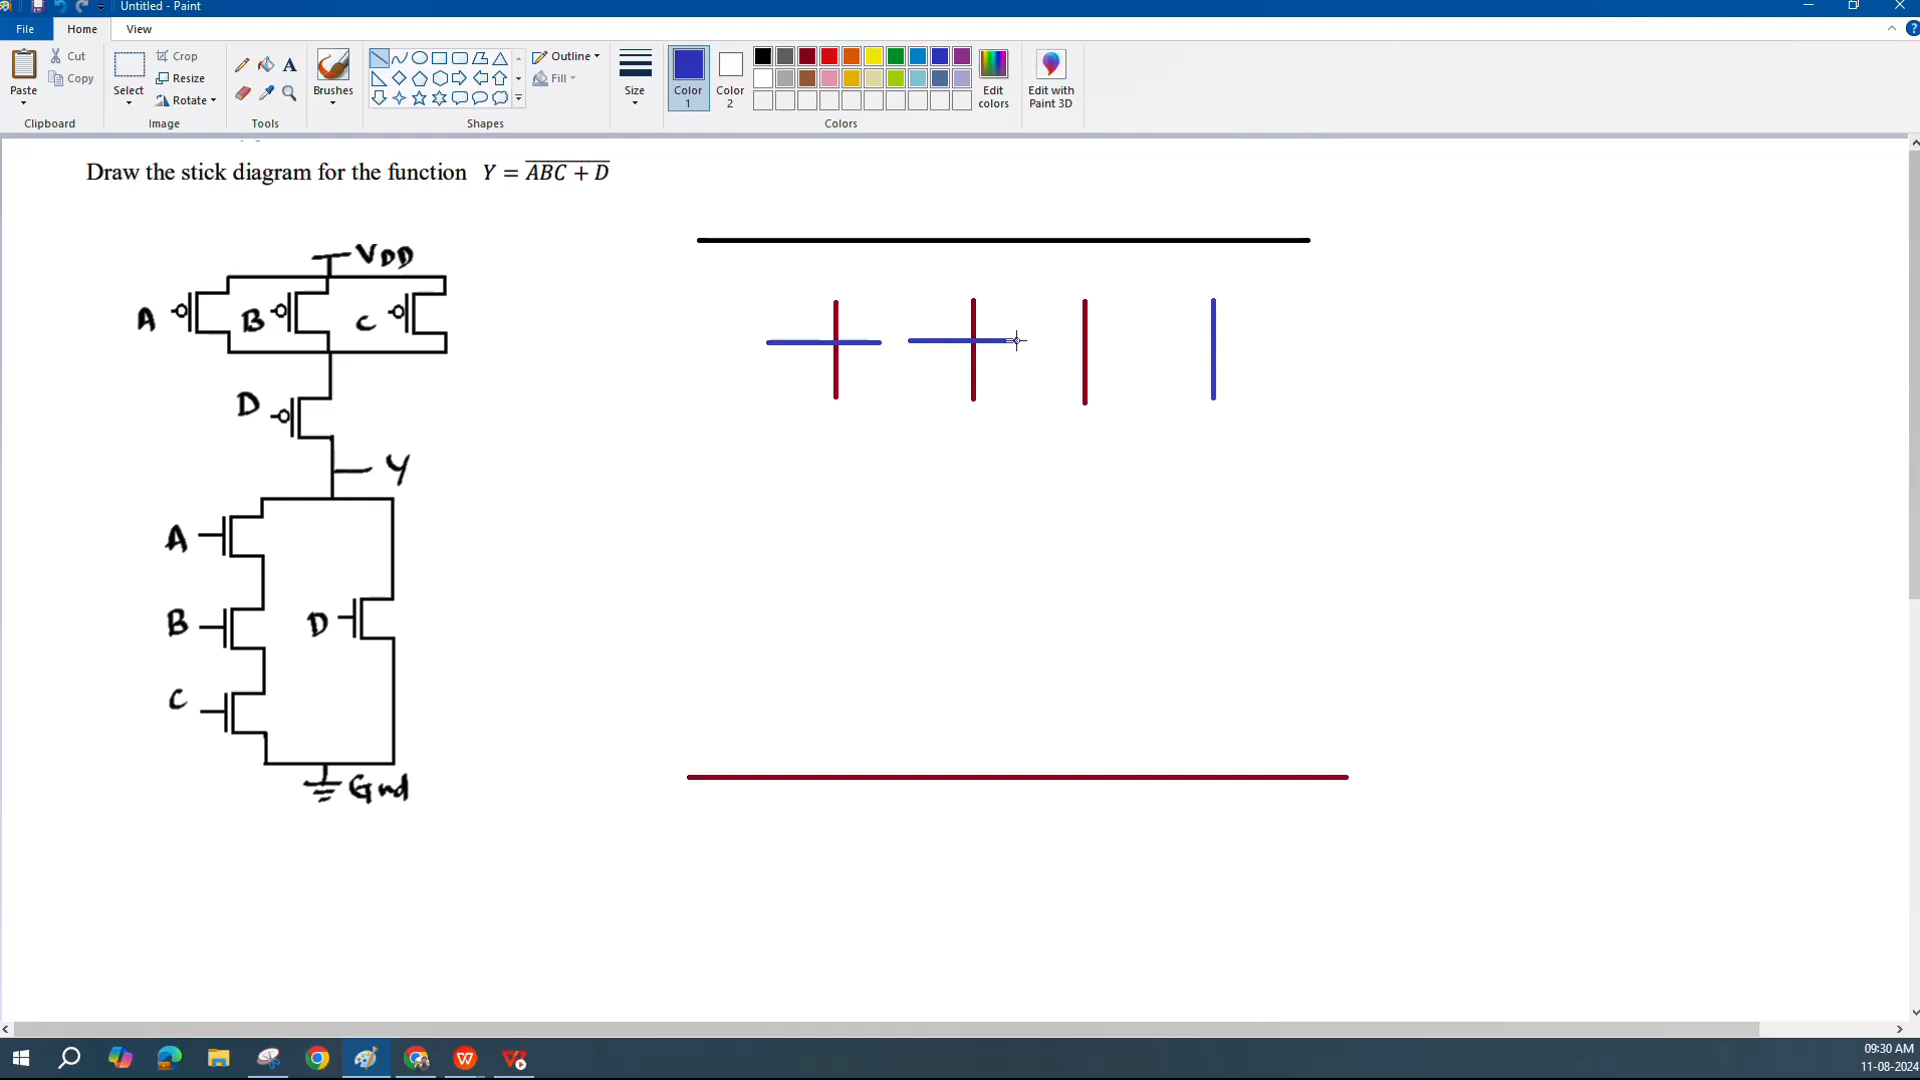 Untitled - Paint
File Home View
Paste
Cut
Copy
Clipboard
Select
Crop
Resize
Rotate
Image
A
Tools
Brushes
Outline
Fill
Shapes
Size
Color 1
Color 2
Edit colors
Edit with Paint 3D
Colors
Draw the stick diagram for the function Y = \overline{ABC + D}
VDD
A B C
D
Y
A
B
D
C
Gnd
09:30 AM
11-08-2024